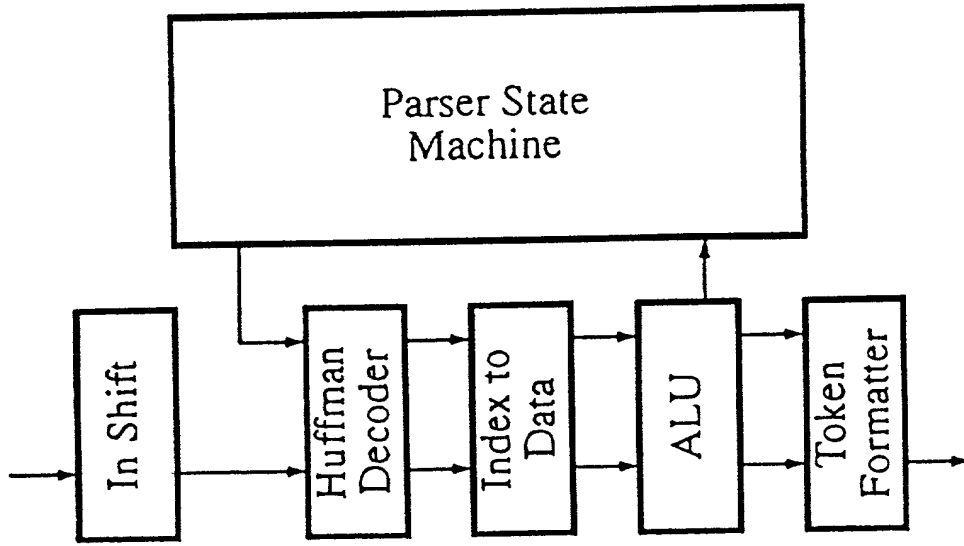 Parser State
Machine
In Shift
Huffman
Decoder
Index to
Data
ALU
Token
Formatter